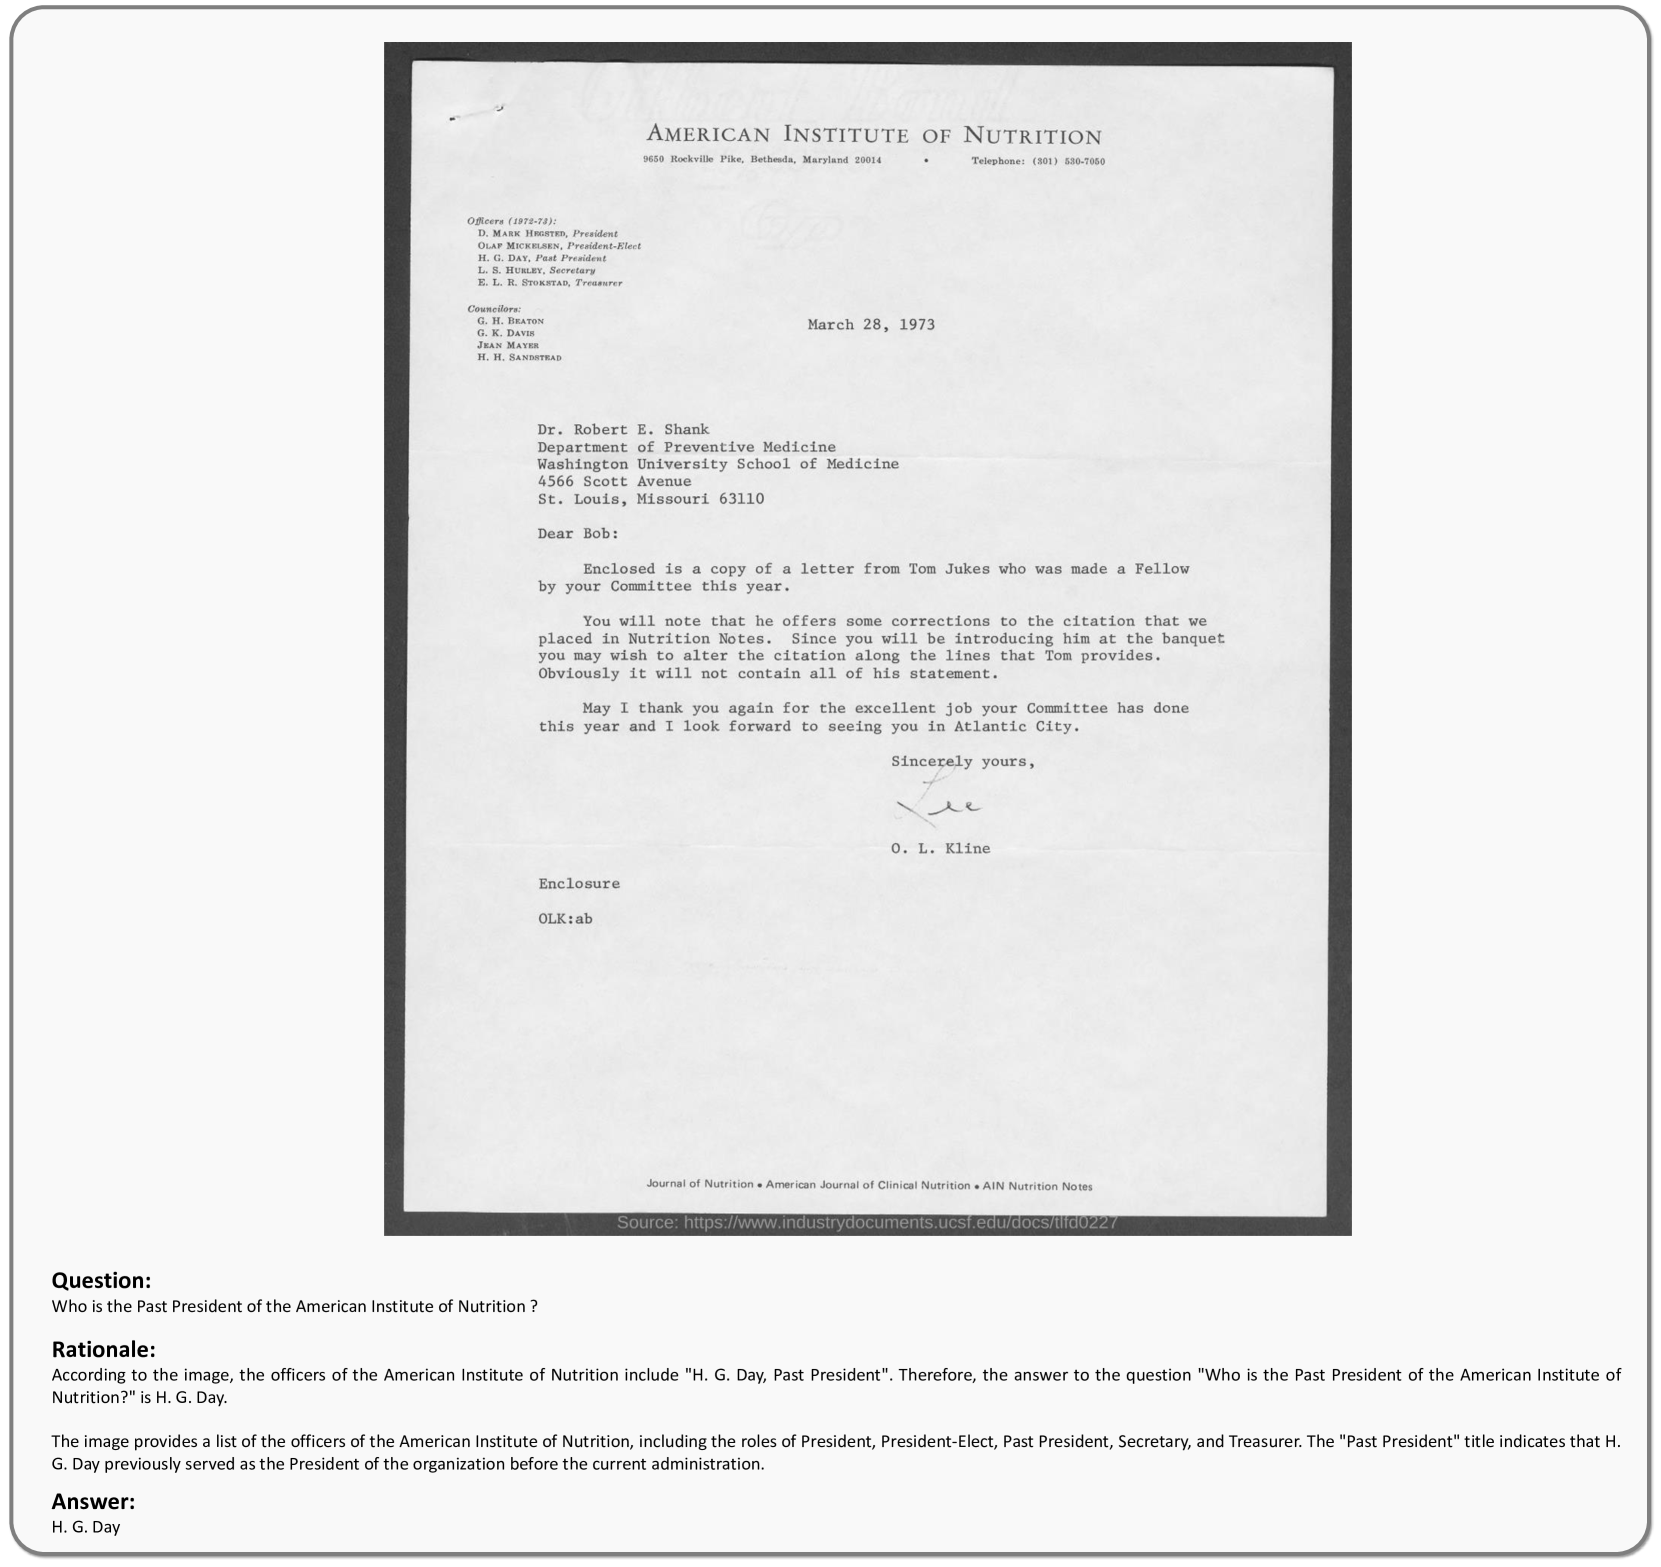 AMERICAN INSTITUTE OF NUTRITION
9650 Rockville Pike, Bethesda, Maryland 20014 • Telephone: (301) 530-7050
Officers (1972-73):
D. MARK HEGSTED, President
OLAF MICKELSEN, President-Elect
H. G. DAY, Past President
L. S. HURLEY, Secretary
E. L. R. STOKSTAD, Treasurer
Councilors:
G. H. BEATON
G. K. DAVIS
JEAN MAYER
H. H. SANDSTEAD
March 28, 1973
Dr. Robert E. Shank
Department of Preventive Medicine
Washington University School of Medicine
4566 Scott Avenue
St. Louis, Missouri 63110
Dear Bob:
Enclosed is a copy of a letter from Tom Jukes who was made a Fellow
by your Committee this year.
You will note that he offers some corrections to the citation that we
placed in Nutrition Notes. Since you will be introducing him at the banquet
you may wish to alter the citation along the lines that Tom provides.
Obviously it will not contain all of his statement.
May I thank you again for the excellent job your Committee has done
this year and I look forward to seeing you in Atlantic City.
Sincerely yours,
Lee
O. L. Kline
Enclosure
OLK:ab
Journal of Nutrition • American Journal of Clinical Nutrition • AIN Nutrition Notes
Source: https://www.industrydocuments.ucsf.edu/docs/tlfd0227
Question:
Who is the Past President of the American Institute of Nutrition ?
Rationale:
According to the image, the officers of the American Institute of Nutrition include "H. G. Day, Past President". Therefore, the answer to the question "Who is the Past President of the American Institute of
Nutrition?" is H. G. Day.
The image provides a list of the officers of the American Institute of Nutrition, including the roles of President, President-Elect, Past President, Secretary, and Treasurer. The "Past President" title indicates that H.
G. Day previously served as the President of the organization before the current administration.
Answer:
H. G. Day